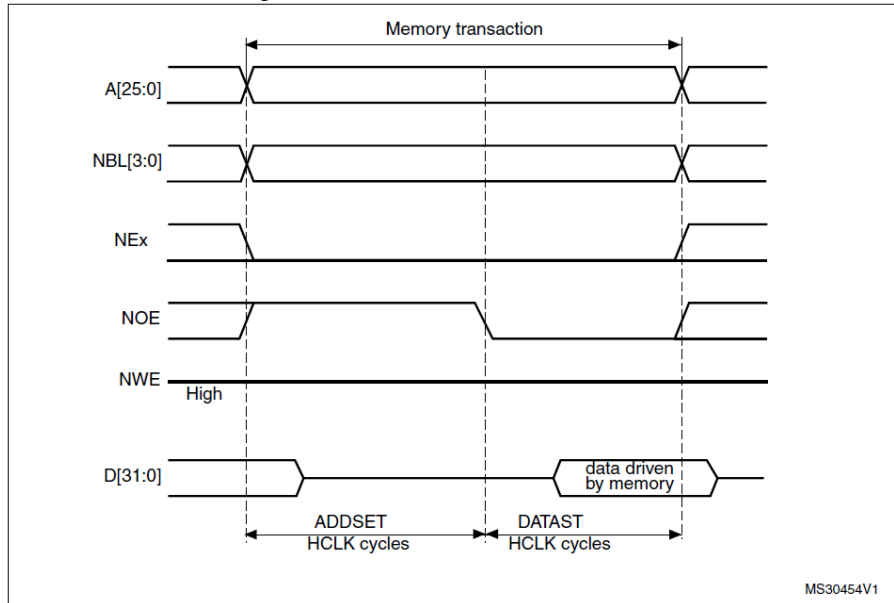 Memory transaction
A[25:0]
NBL[3:0]
NEx
NOE
NWE
High
D[31:0]
data driven
by memory
ADDSET
HCLK cycles
DATAST
HCLK cycles
MS30454V1